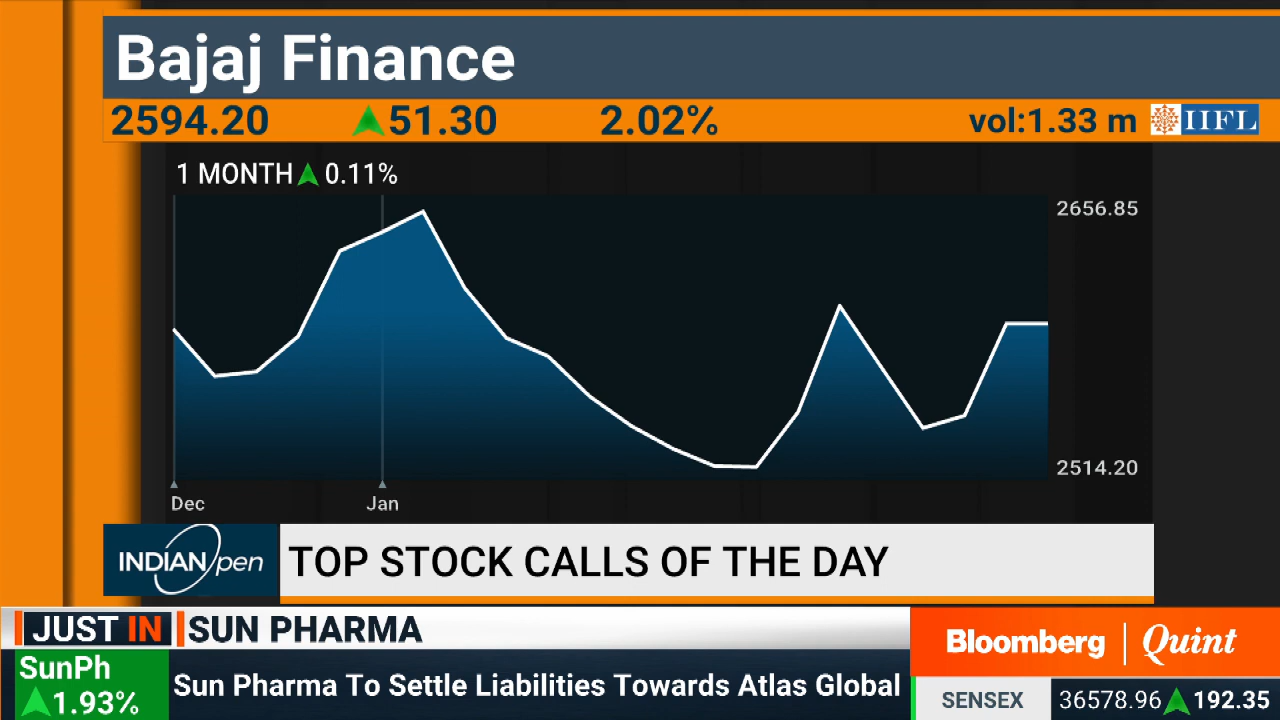 Bajaj Finance
2594.20 51.30 2.02% vol:1.33 m IIFL
1 MONTH 0.11%
2656.85
2514.20
Dec Jan
INDIAN Open TOP STOCK CALLS OF THE DAY
JUST IN SUN PHARMA
SunPh
1.93%
Sun Pharma To Settle Liabilities Towards Atlas Global
Bloomberg | Quint
SENSEX 36578.96 192.35